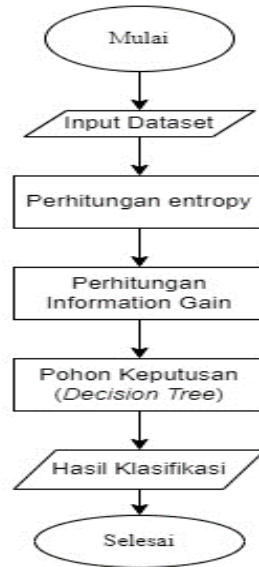 Mulai
Input Dataset
Perhitungan entropy
Perhitungan
Information Gain
Pohon Keputusan
(Decision Tree)
Hasil Klasifikasi
Selesai